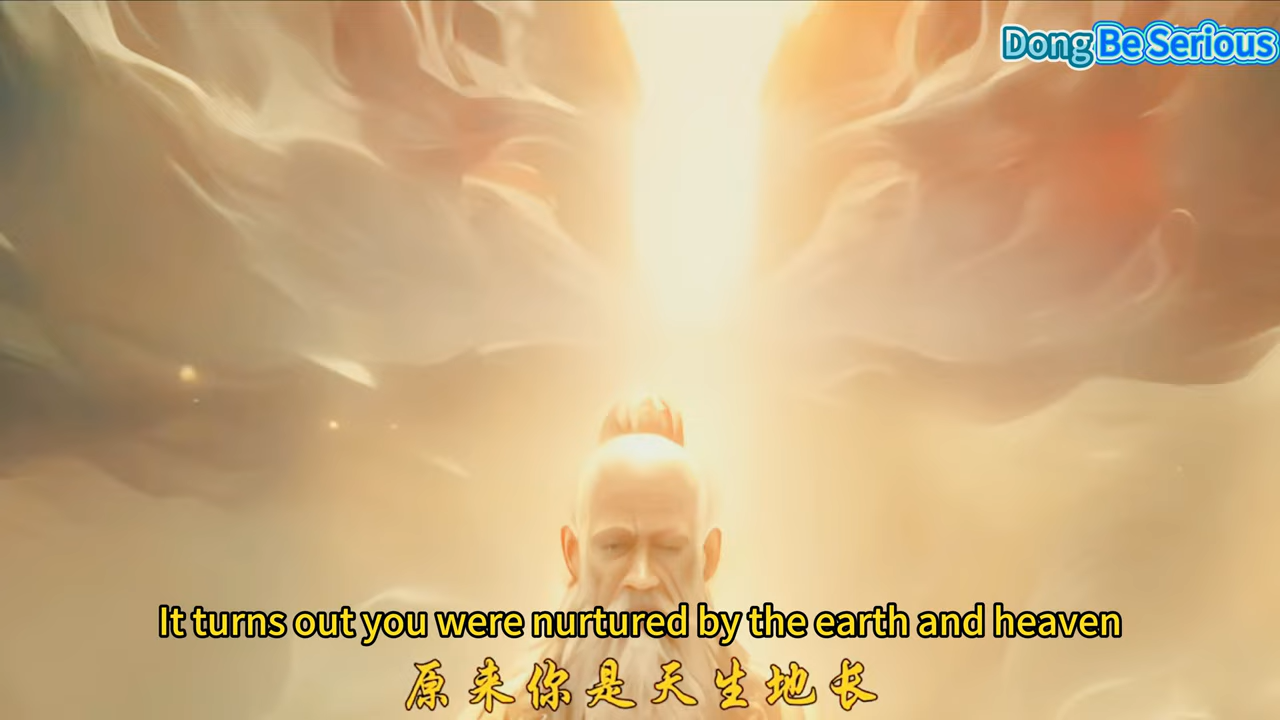 Dong Be Serious
It turns out you were nurtured by the earth and heaven
原来你是天生地长